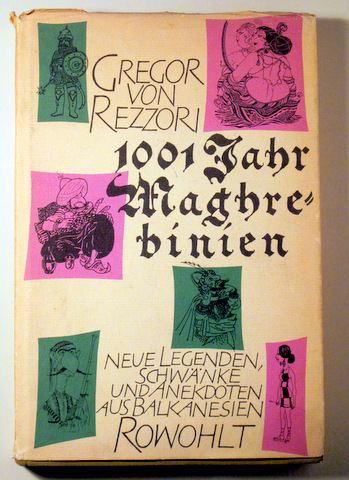 GREGOR
VON
REZZORI
1001 Jahr
Maghre-
binien
NEUE LEGENDEN,
SCHWÄNKE
UND ANEKDOTEN
AUS BALKANESIEN
ROWOHLT